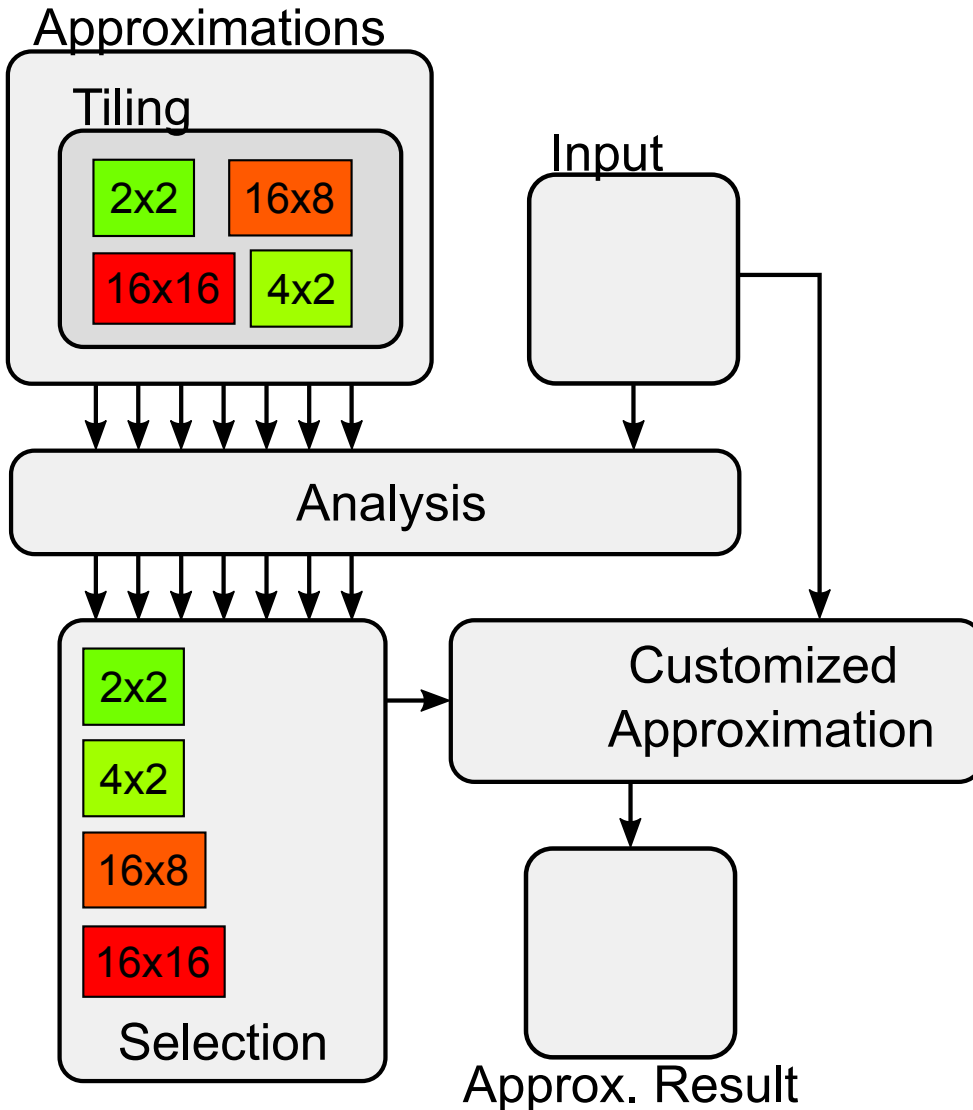 Approximations
Tiling
2x2
16x8
16x16
4x2
Input
Analysis
2x2
4x2
16x8
16x16
Selection
Customized
Approximation
Approx. Result